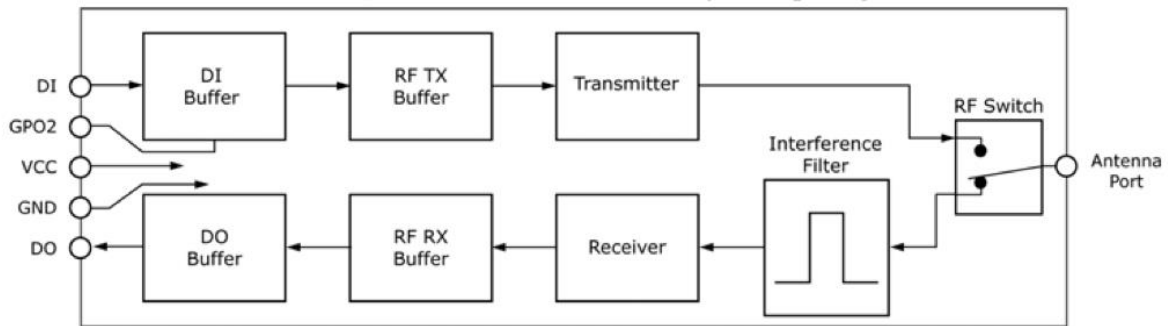 DI
GPO2
VCC
GND
DO
DI
Buffer
RF TX
Buffer
Transmitter
RF Switch
Antenna
Port
Interference
Filter
DO
Buffer
RF RX
Buffer
Receiver